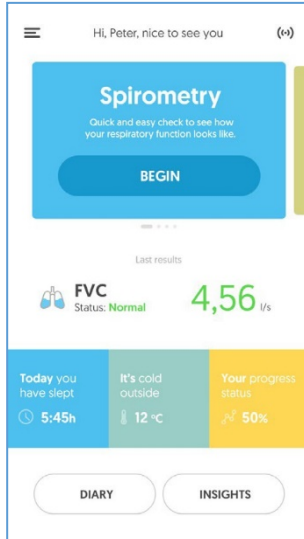 Hi, Peter, nice to see you
Spirometry
Quick and easy check to see how
your respiratory function looks like.
BEGIN
Last results
FVC
Status: Normal
4,56 l/s
Today you
have slept
5:45h
It's cold
outside
12 °C
Your progress
status
50%
DIARY
INSIGHTS